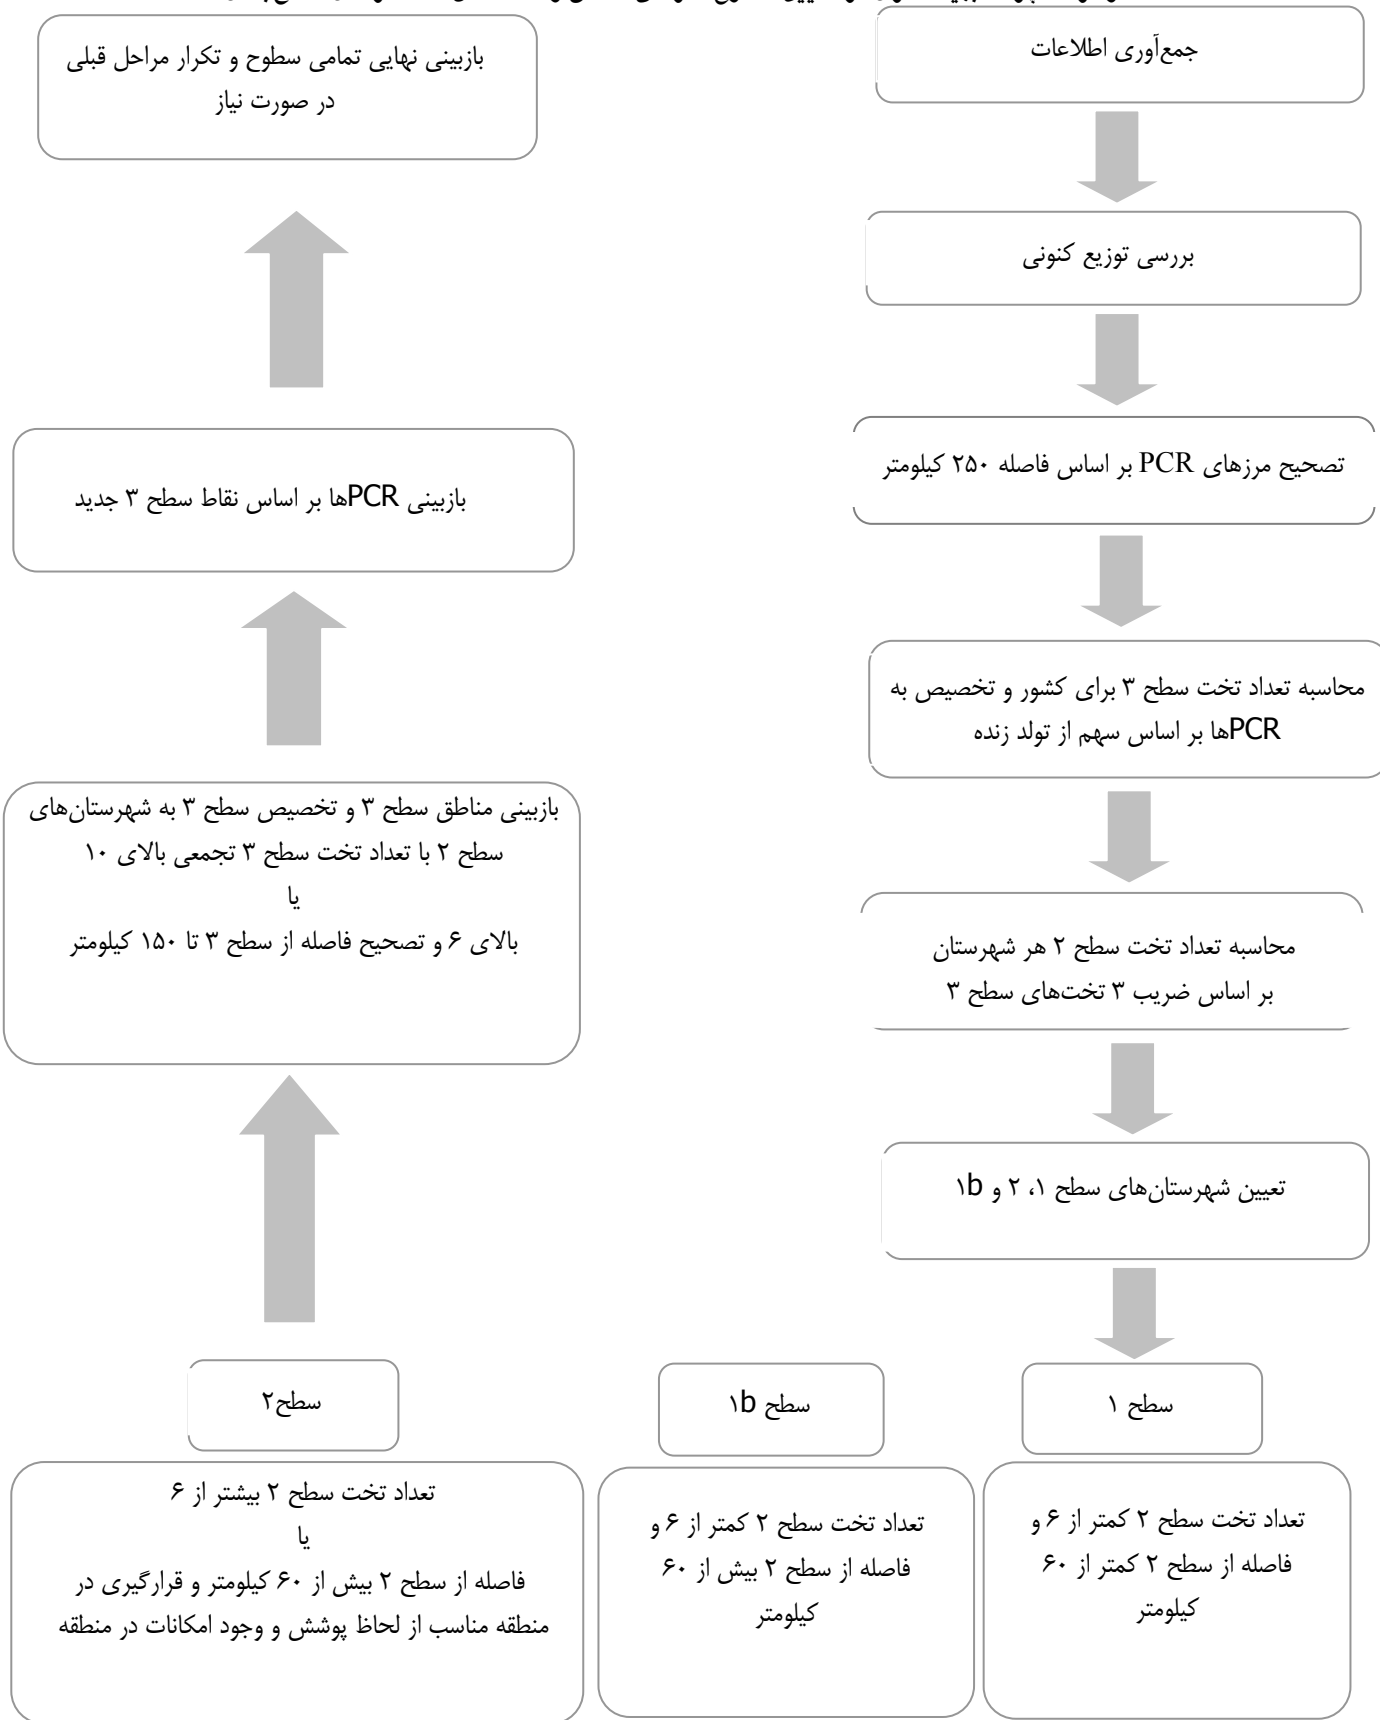 جمع‌آوری اطلاعات
بررسی توزیع کنونی
تصحیح مرزهای PCR بر اساس فاصله ۲۵۰ کیلومتر
محاسبه تعداد تخت سطح ۳ برای کشور و تخصیص به
PCRها بر اساس سهم از تولد زنده
محاسبه تعداد تخت سطح ۲ هر شهرستان
بر اساس ضریب ۳ تخت‌های سطح ۳
تعیین شهرستان‌های سطح ۱، ۲ و ۱b
سطح ۱
تعداد تخت سطح ۲ کمتر از ۶ و
فاصله از سطح ۲ کمتر از ۶۰
کیلومتر
سطح ۱b
تعداد تخت سطح ۲ کمتر از ۶ و
فاصله از سطح ۲ بیش از ۶۰
کیلومتر
سطح۲
تعداد تخت سطح ۲ بیشتر از ۶
یا
فاصله از سطح ۲ بیش از ۶۰ کیلومتر و قرارگیری در
منطقه مناسب از لحاظ پوشش و وجود امکانات در منطقه
بازبینی مناطق سطح ۳ و تخصیص سطح ۳ به شهرستان‌های
سطح ۲ با تعداد تخت سطح ۳ تجمعی بالای ۱۰
یا
بالای ۶ و تصحیح فاصله از سطح ۳ تا ۱۵۰ کیلومتر
بازبینی PCRها بر اساس نقاط سطح ۳ جدید
بازبینی نهایی تمامی سطوح و تکرار مراحل قبلی
در صورت نیاز